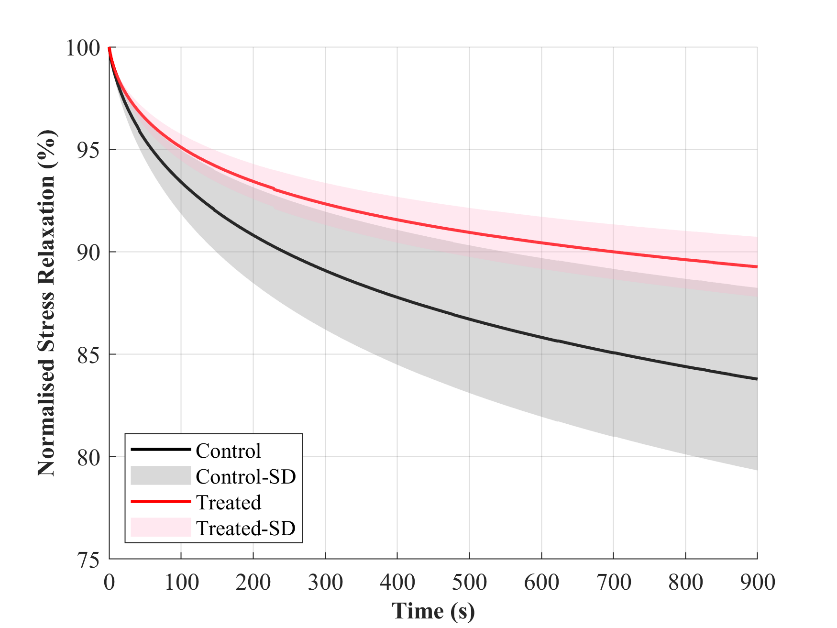 100
95
90
85
80
75
Normalised Stress Relaxation (%)
Control
Control-SD
Treated
Treated-SD
0 100 200 300 400 500 600 700 800 900
Time (s)